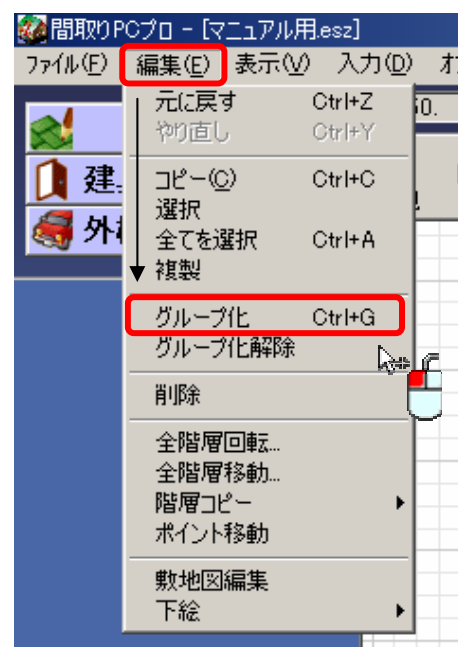 間取りPCプロ - [マニュアル用.esz]
ファイル(F) 編集(E) 表示(V) 入力(D) オ
元に戻す Ctrl+Z
やり直し Ctrl+Y
コピー(C) Ctrl+C
選択
全てを選択 Ctrl+A
複製
グループ化 Ctrl+G
グループ化解除
削除
全階層回転...
全階層移動...
階層コピー
ポイント移動
敷地図編集
下絵
建
外
50.